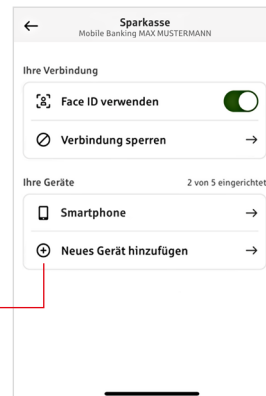 Sparkasse
Mobile Banking MAX MUSTERMANN
Ihre Verbindung
Face ID verwenden
Verbindung sperren
Ihre Geräte 2 von 5 eingerichtet
Smartphone
Neues Gerät hinzufügen